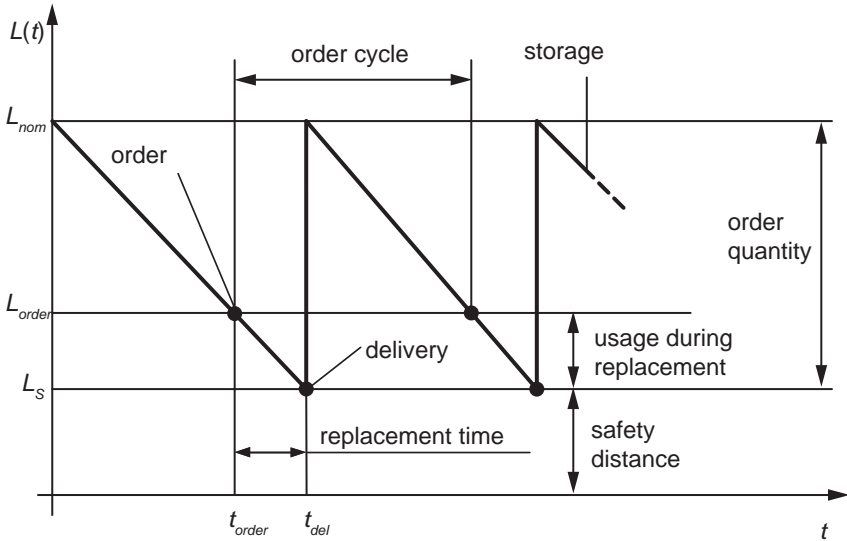 L(t)
order cycle
storage
L_nom
order
order
quantity
L_order
usage during
replacement
delivery
L_S
replacement time
safety
distance
t_order
t_del
t